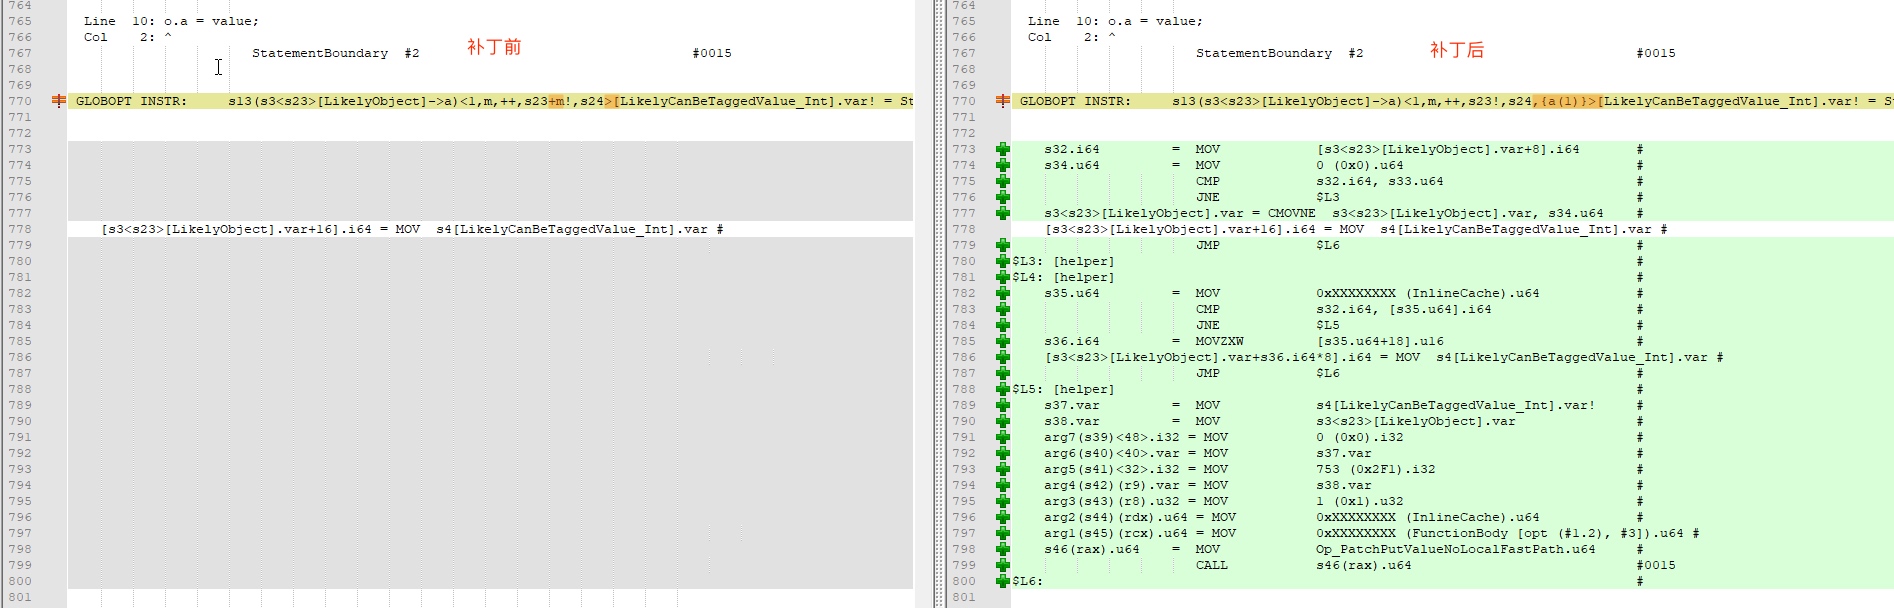 764
765 Line 10: o.a = value;
766 Col 2: ^
767 StatementBoundary #2 补丁前 #0015
768
769
770 GLOBOPT INSTR: s13(s3<s23>[LikelyObject]->a)<1,m,++,s23+m!,s24>[LikelyCanBeTaggedValue_Int].var! = St
771
772
773
774
775
776
777
778 [s3<s23>[LikelyObject].var+16].i64 = MOV s4[LikelyCanBeTaggedValue_Int].var #
779
780
781
782
783
784
785
786
787
788
789
790
791
792
793
794
795
796
797
798
799
800
801
764
765 Line 10: o.a = value;
766 Col 2: ^
767 StatementBoundary #2 补丁后 #0015
768
769
770 GLOBOPT INSTR: s13(s3<s23>[LikelyObject]->a)<1,m,++,s23!,s24,{a(1)}>[LikelyCanBeTaggedValue_Int].var! = S
771
772
773 s32.i64 = MOV [s3<s23>[LikelyObject].var+8].i64 #
774 s34.u64 = MOV 0 (0x0).u64 #
775 CMP s32.i64, s33.u64 #
776 JNE $L3 #
777 s3<s23>[LikelyObject].var = CMOVNE s3<s23>[LikelyObject].var, s34.u64 #
778 [s3<s23>[LikelyObject].var+16].i64 = MOV s4[LikelyCanBeTaggedValue_Int].var #
779 JMP $L6 #
780 $L3: [helper] #
781 $L4: [helper] #
782 s35.u64 = MOV 0xXXXXXXXX (InlineCache).u64 #
783 CMP s32.i64, [s35.u64].i64 #
784 JNE $L5 #
785 s36.i64 = MOVZXW [s35.u64+18].u16 #
786 [s3<s23>[LikelyObject].var+s36.i64*8].i64 = MOV s4[LikelyCanBeTaggedValue_Int].var #
787 JMP $L6 #
788 $L5: [helper] #
789 s37.var = MOV s4[LikelyCanBeTaggedValue_Int].var! #
790 s38.var = MOV s3<s23>[LikelyObject].var #
791 arg7(s39)<48>.i32 = MOV 0 (0x0).i32 #
792 arg6(s40)<40>.var = MOV s37.var #
793 arg5(s41)<32>.i32 = MOV 753 (0x2F1).i32 #
794 arg4(s42)(r9).var = MOV s38.var #
795 arg3(s43)(r8).u32 = MOV 1 (0x1).u32 #
796 arg2(s44)(rdx).u64 = MOV 0xXXXXXXXX (InlineCache).u64 #
797 arg1(s45)(rcx).u64 = MOV 0xXXXXXXXX (FunctionBody [opt (#1.2), #3]).u64 #
798 s46(rax).u64 = MOV Op_PatchPutValueNoLocalFastPath.u64 #
799 CALL s46(rax).u64 #0015
800 $L6: #
801